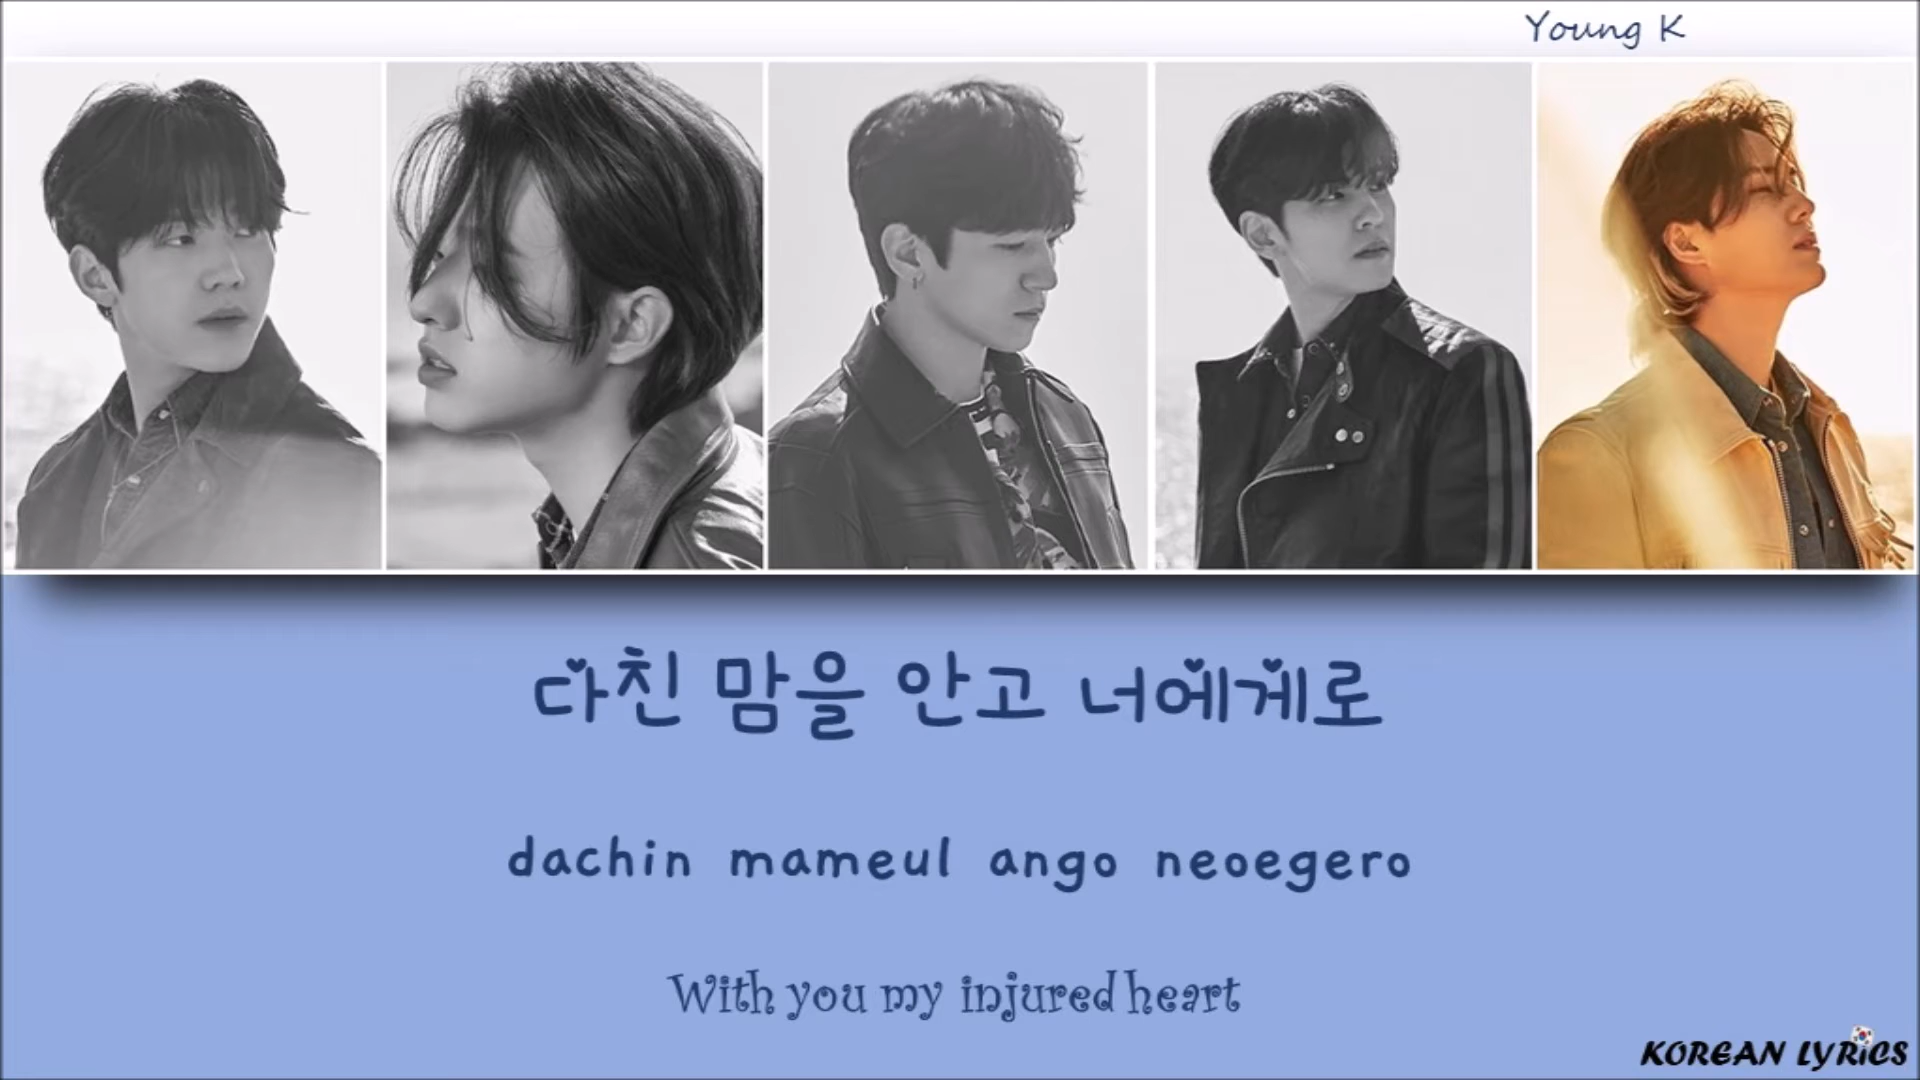 Young K
다친 맘을 안고 너에게로
dachin mameul ango neoegero
With you my injured heart
KOREAN LYRICS